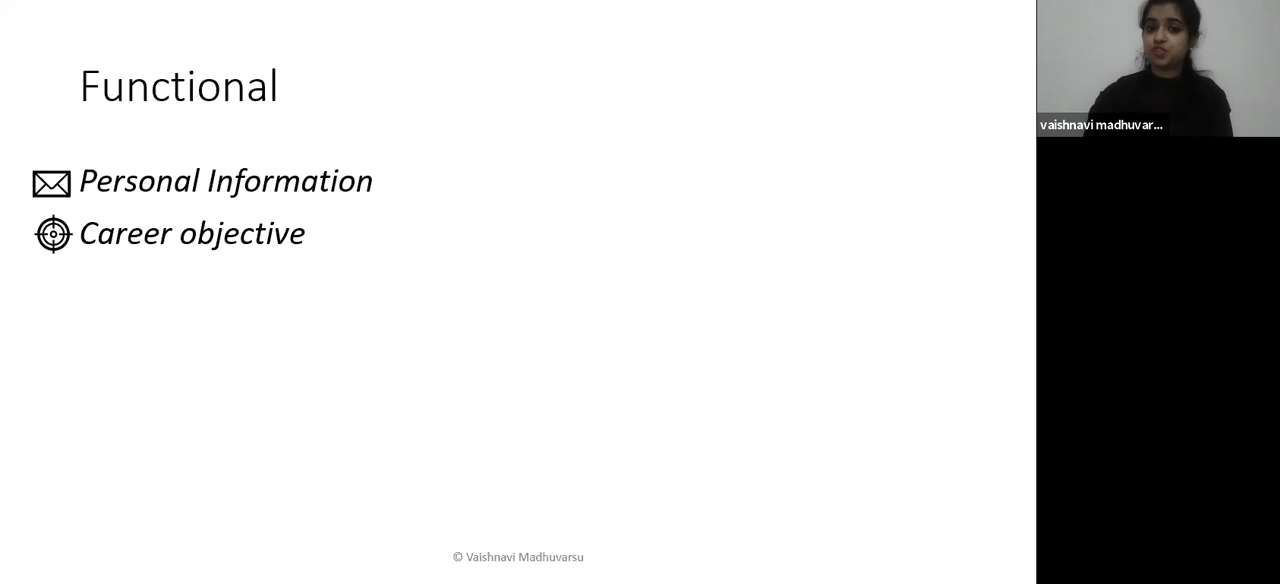 Functional
Personal Information
Career objective
vaishnavi madhuvar...
© Vaishnavi Madhuvarsu